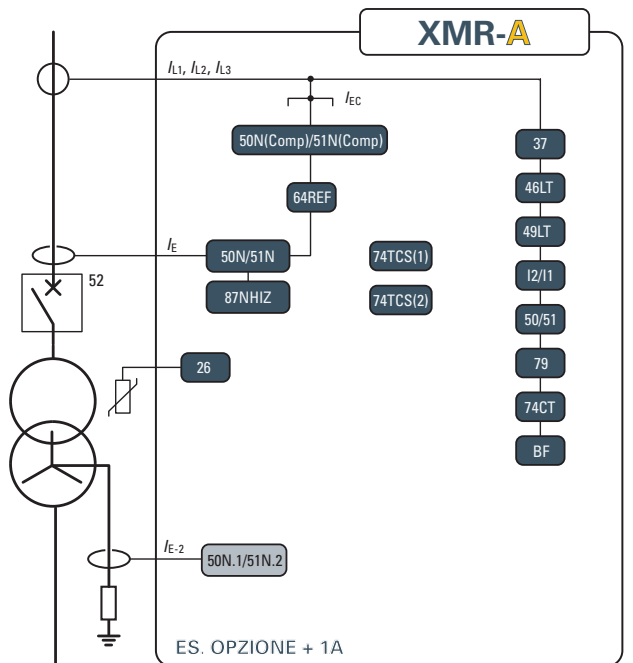 XMR-A
IL1, IL2, IL3
IEC
50N(Comp)/51N(Comp)
37
64REF
46LT
49LT
IE
50N/51N
74TCS(1)
I2/I1
52
87NHIZ
74TCS(2)
50/51
26
79
74CT
BF
IE-2
50N.1/51N.2
ES. OPZIONE + 1A